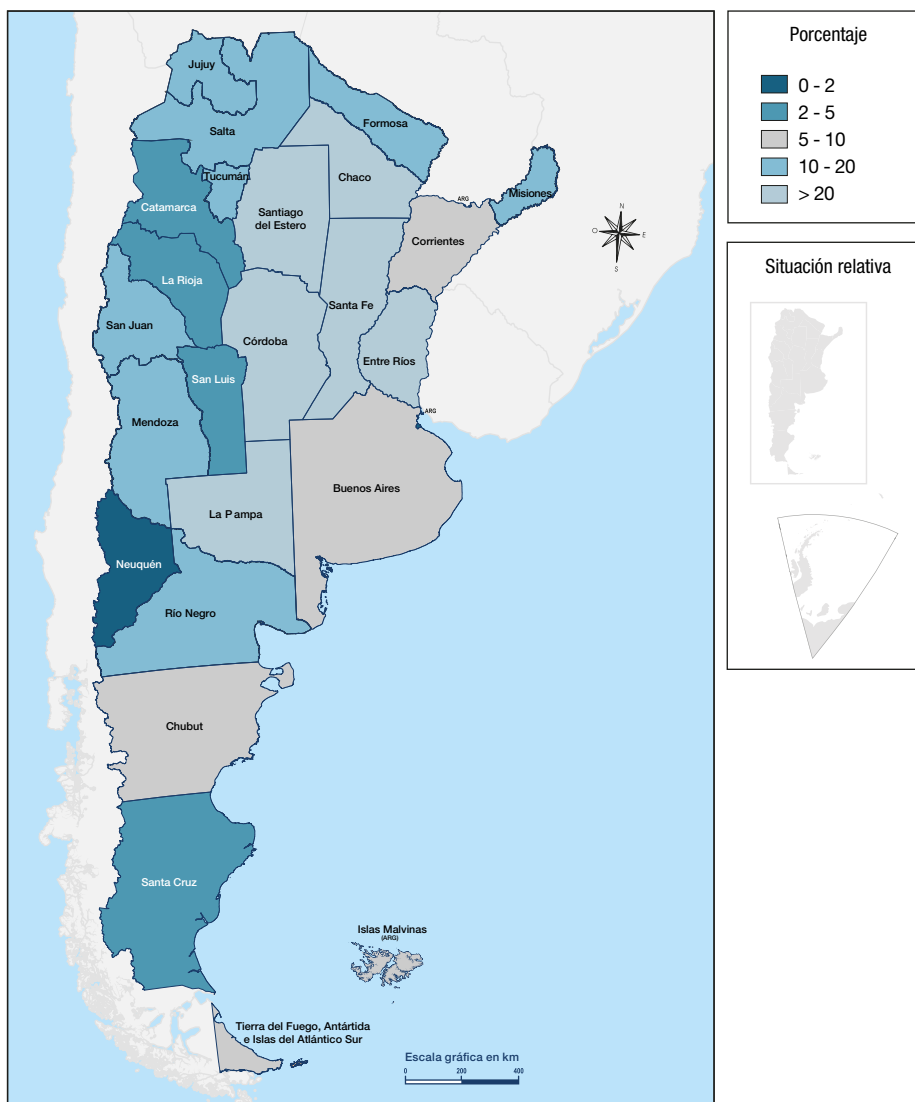 Jujuy
Salta
Formosa
Tucumán
Chaco
Misiones
Catamarca
Santiago
del Estero
ARG
Corrientes
N
O
E
S
La Rioja
San Juan
Santa Fe
Córdoba
Entre Ríos
San Luis
Mendoza
ARG
Buenos Aires
La Pampa
Neuquén
Río Negro
Chubut
Santa Cruz
Islas Malvinas
(ARG)
Tierra del Fuego, Antártida
e Islas del Atlántico Sur
Escala gráfica en km
0 200 400
Porcentaje
0 - 2
2 - 5
5 - 10
10 - 20
> 20
Situación relativa